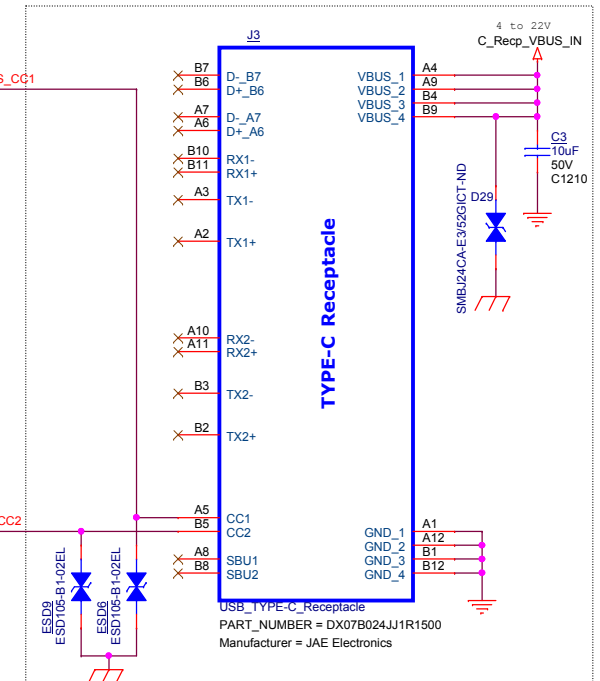 J3
4 to 22V
C_Recp_VBUS_IN
S_CC1
B7
B6
D-_B7
D+_B6
A7
A6
D-_A7
D+_A6
B10
B11
RX1-
RX1+
A3
TX1-
A2
TX1+
A10
A11
RX2-
RX2+
B3
TX2-
B2
TX2+
A5
B5
CC1
CC2
A8
B8
SBU1
SBU2
TYPE-C Receptacle
VBUS_1
VBUS_2
VBUS_3
VBUS_4
A4
A9
B4
B9
C3
10uF
50V
C1210
D29
SMBJ24CA-E3/52GICT-ND
GND_1
GND_2
GND_3
GND_4
A1
A12
B1
B12
CC2
ESD9
ESD105-B1-02EL
ESD6
ESD105-B1-02EL
USB_TYPE-C_Receptacle
PART_NUMBER = DX07B024JJ1R1500
Manufacturer = JAE Electronics